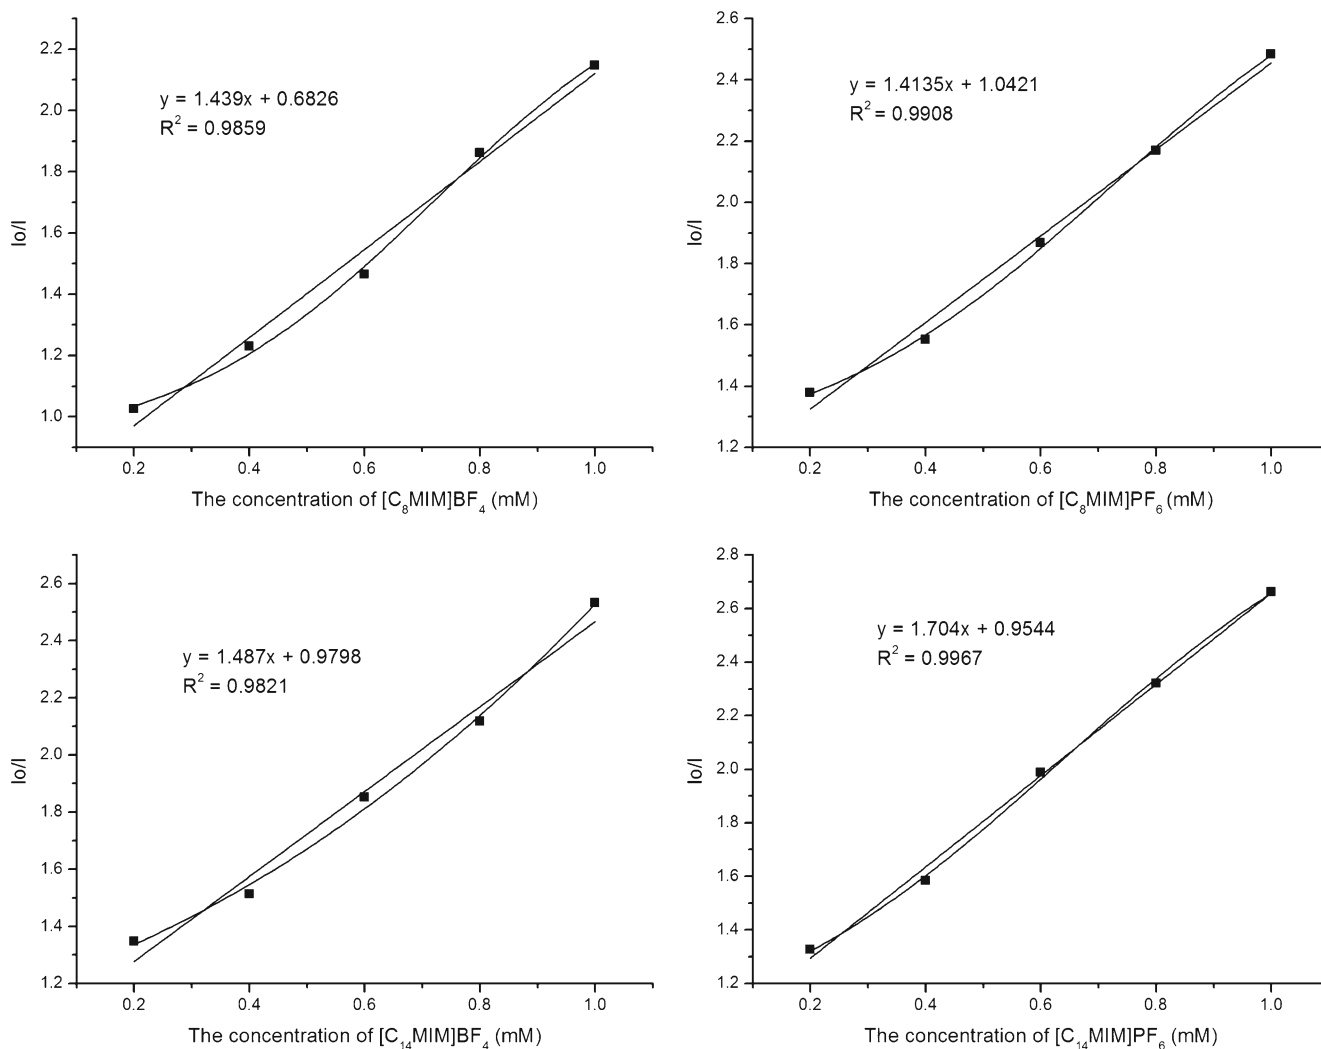 2.2
2.0
1.8
1.6
1.4
1.2
1.0
Io/I
y = 1.439x + 0.6826
R² = 0.9859
0.2 0.4 0.6 0.8 1.0
The concentration of [C₈MIM]BF₄ (mM)
2.6
2.4
2.2
2.0
1.8
1.6
1.4
1.2
Io/I
y = 1.4135x + 1.0421
R² = 0.9908
0.2 0.4 0.6 0.8 1.0
The concentration of [C₈MIM]PF₆ (mM)
2.6
2.4
2.2
2.0
1.8
1.6
1.4
1.2
Io/I
y = 1.487x + 0.9798
R² = 0.9821
0.2 0.4 0.6 0.8 1.0
The concentration of [C₁₄MIM]BF₄ (mM)
2.8
2.6
2.4
2.2
2.0
1.8
1.6
1.4
1.2
Io/I
y = 1.704x + 0.9544
R² = 0.9967
0.2 0.4 0.6 0.8 1.0
The concentration of [C₁₄MIM]PF₆ (mM)